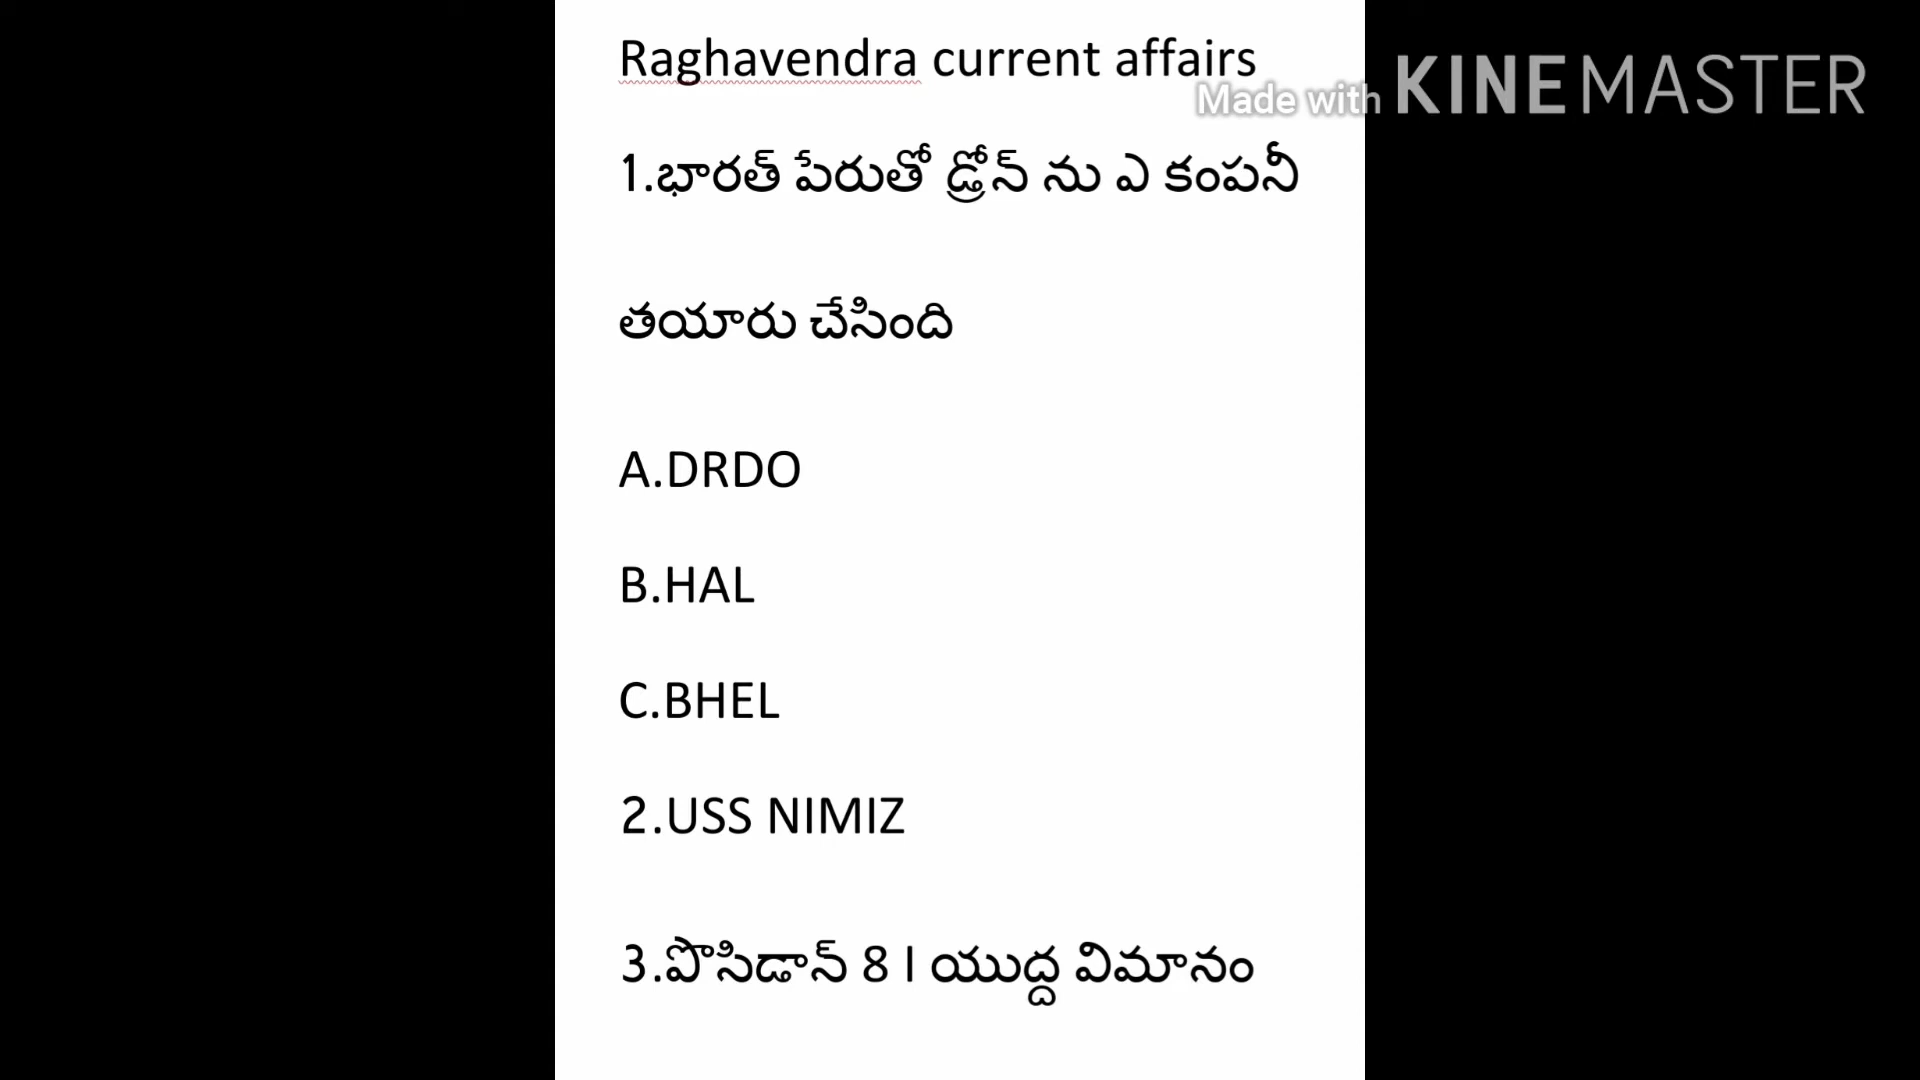 Raghavendra current affairs
Made with KINEMASTER
1.భారత్ పేరుతో డ్రోన్ ను ఎ కంపనీ
తయారు చేసింది
A.DRDO
B.HAL
C.BHEL
2.USS NIMIZ
3.పొసిడాన్ 8 I యుద్ద విమానం